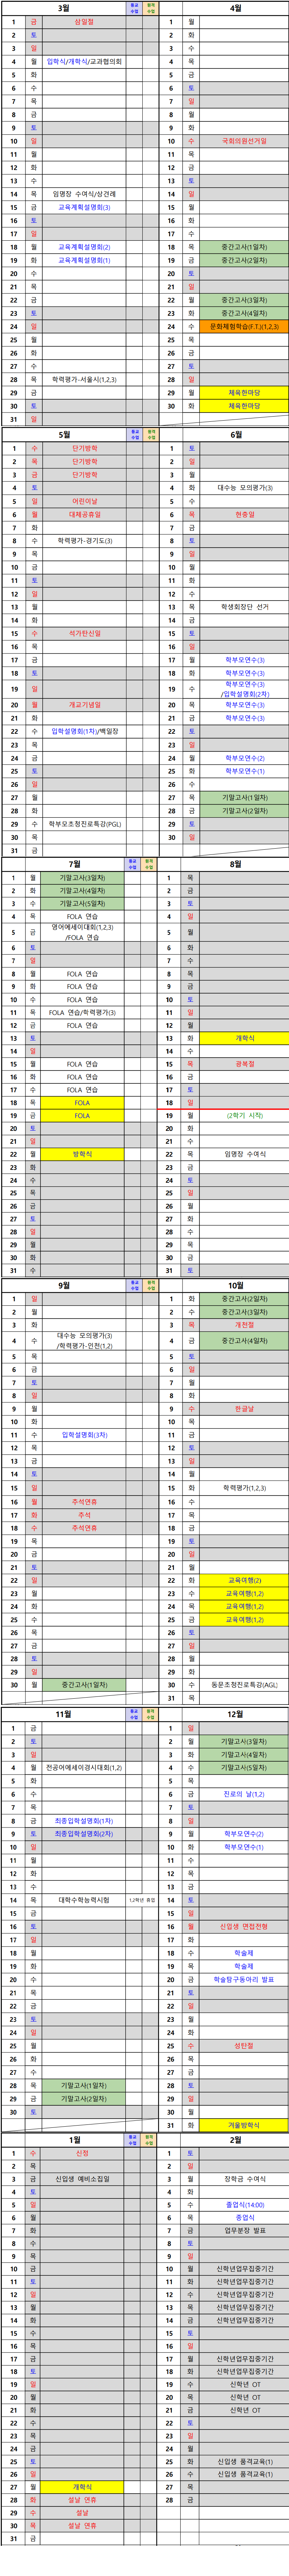 3월 등교 수업 원격 수업 4월
1 금 삼일절 1 월
2 토 2 화
3 일 3 수
4 월 입학식/개학식/교과협의회 4 목
5 화 5 금
6 수 6 토
7 목 7 일
8 금 8 월
9 토 9 화
10 일 10 수 국회의원선거일
11 월 11 목
12 화 12 금
13 수 13 토
14 목 임명장 수여식/상견례 14 일
15 금 교육계획설명회(3) 15 월
16 토 16 화
17 일 17 수
18 월 교육계획설명회(2) 18 목 중간고사(1일차)
19 화 교육계획설명회(1) 19 금 중간고사(2일차)
20 수 20 토
21 목 21 일
22 금 22 월 중간고사(3일차)
23 토 23 화 중간고사(4일차)
24 일 24 수 문화체험학습(F.T.)(1,2,3)
25 월 25 목
26 화 26 금
27 수 27 토
28 목 학력평가-서울시(1,2,3) 28 일
29 금 29 월 체육한마당
30 토 30 화 체육한마당
31 일
5월 등교 수업 원격 수업 6월
1 수 단기방학 1 토
2 목 단기방학 2 일
3 금 단기방학 3 월
4 토 4 화 대수능 모의평가(3)
5 일 어린이날 5 수
6 월 대체공휴일 6 목 현충일
7 화 7 금
8 수 학력평가-경기도(3) 8 토
9 목 9 일
10 금 10 월
11 토 11 화
12 일 12 수
13 월 13 목 학생회장단 선거
14 화 14 금
15 수 석가탄신일 15 토
16 목 16 일
17 금 17 월 학부모연수(3)
18 토 18 화 학부모연수(3)
19 일 19 수 학부모연수(3)
/입학설명회(2차)
20 월 개교기념일 20 목 학부모연수(3)
21 화 21 금 학부모연수(3)
22 수 입학설명회(1차)/백일장 22 토
23 목 23 일
24 금 24 월 학부모연수(2)
25 토 25 화 학부모연수(1)
26 일 26 수
27 월 27 목 기말고사(1일차)
28 화 28 금 기말고사(2일차)
29 수 학부모초청진로특강(PGL) 29 토
30 목 30 일
31 금
7월 등교 수업 원격 수업 8월
1 월 기말고사(3일차) 1 목
2 화 기말고사(4일차) 2 금
3 수 기말고사(5일차) 3 토
4 목 FOLA 연습 4 일
5 금 영어에세이대회(1,2,3)
/FOLA 연습 5 월
6 토 6 화
7 일 7 수
8 월 FOLA 연습 8 목
9 화 FOLA 연습 9 금
10 수 FOLA 연습 10 토
11 목 FOLA 연습/학력평가(3) 11 일
12 금 FOLA 연습 12 월
13 토 13 화 개학식
14 일 14 수
15 월 FOLA 연습 15 목 광복절
16 화 FOLA 연습 16 금
17 수 FOLA 연습 17 토
18 목 FOLA 18 일
19 금 FOLA 19 월 (2학기 시작)
20 토 20 화
21 일 21 수
22 월 방학식 22 목 임명장 수여식
23 화 23 금
24 수 24 토
25 목 25 일
26 금 26 월
27 토 27 화
28 일 28 수
29 월 29 목
30 화 30 금
31 수 31 토
9월 등교 수업 원격 수업 10월
1 일 1 화 중간고사(2일차)
2 월 2 수 중간고사(3일차)
3 화 3 목 개천절
4 수 대수능 모의평가(3)
/학력평가-인천(1,2) 4 금 중간고사(4일차)
5 목 5 토
6 금 6 일
7 토 7 월
8 일 8 화
9 월 9 수 한글날
10 화 10 목
11 수 입학설명회(3차) 11 금
12 목 12 토
13 금 13 일
14 토 14 월
15 일 15 화 학력평가(1,2,3)
16 월 추석연휴 16 수
17 화 추석 17 목
18 수 추석연휴 18 금
19 목 19 토
20 금 20 일
21 토 21 월
22 일 22 화 교육여행(2)
23 월 23 수 교육여행(1,2)
24 화 24 목 교육여행(1,2)
25 수 25 금 교육여행(1,2)
26 목 26 토
27 금 27 일
28 토 28 월
29 일 29 화
30 월 중간고사(1일차) 30 수 동문초청진로특강(AGL)
31 목
11월 등교 수업 원격 수업 12월
1 금 1 일
2 토 2 월 기말고사(3일차)
3 일 3 화 기말고사(4일차)
4 월 전공어에세이경시대회(1,2) 4 수 기말고사(5일차)
5 화 5 목
6 수 6 금 진로의 날(1,2)
7 목 7 토
8 금 최종입학설명회(1차) 8 일
9 토 최종입학설명회(2차) 9 월 학부모연수(2)
10 일 10 화 학부모연수(1)
11 월 11 수
12 화 12 목
13 수 13 금
14 목 대학수학능력시험 1,2학년 휴업 14 토
15 금 15 일
16 토 16 월 신입생 면접전형
17 일 17 화
18 월 18 수 학술제
19 화 19 목 학술제
20 수 20 금 학술탐구동아리 발표
21 목 21 토
22 금 22 일
23 토 23 월
24 일 24 화
25 월 25 수 성탄절
26 화 26 목
27 수 27 금
28 목 기말고사(1일차) 28 토
29 금 기말고사(2일차) 29 일
30 토 30 월
31 화 겨울방학식
1월 등교 수업 원격 수업 2월
1 수 신정 1 토
2 목 2 일
3 금 신입생 예비소집일 3 월 장학금 수여식
4 토 4 화
5 일 5 수 졸업식(14:00)
6 월 6 목 종업식
7 화 7 금 업무분장 발표
8 수 8 토
9 목 9 일
10 금 10 월 신학년업무집중기간
11 토 11 화 신학년업무집중기간
12 일 12 수 신학년업무집중기간
13 월 13 목 신학년업무집중기간
14 화 14 금 신학년업무집중기간
15 수 15 토
16 목 16 일
17 금 17 월 신학년업무집중기간
18 토 18 화 신학년업무집중기간
19 일 19 수 신학년 OT
20 월 20 목 신학년 OT
21 화 21 금 신학년 OT
22 수 22 토
23 목 23 일
24 금 24 월
25 토 25 화 신입생 품격교육(1)
26 일 26 수 신입생 품격교육(1)
27 월 개학식 27 목
28 화 설날 연휴 28 금
29 수 설날
30 목 설날 연휴
31 금